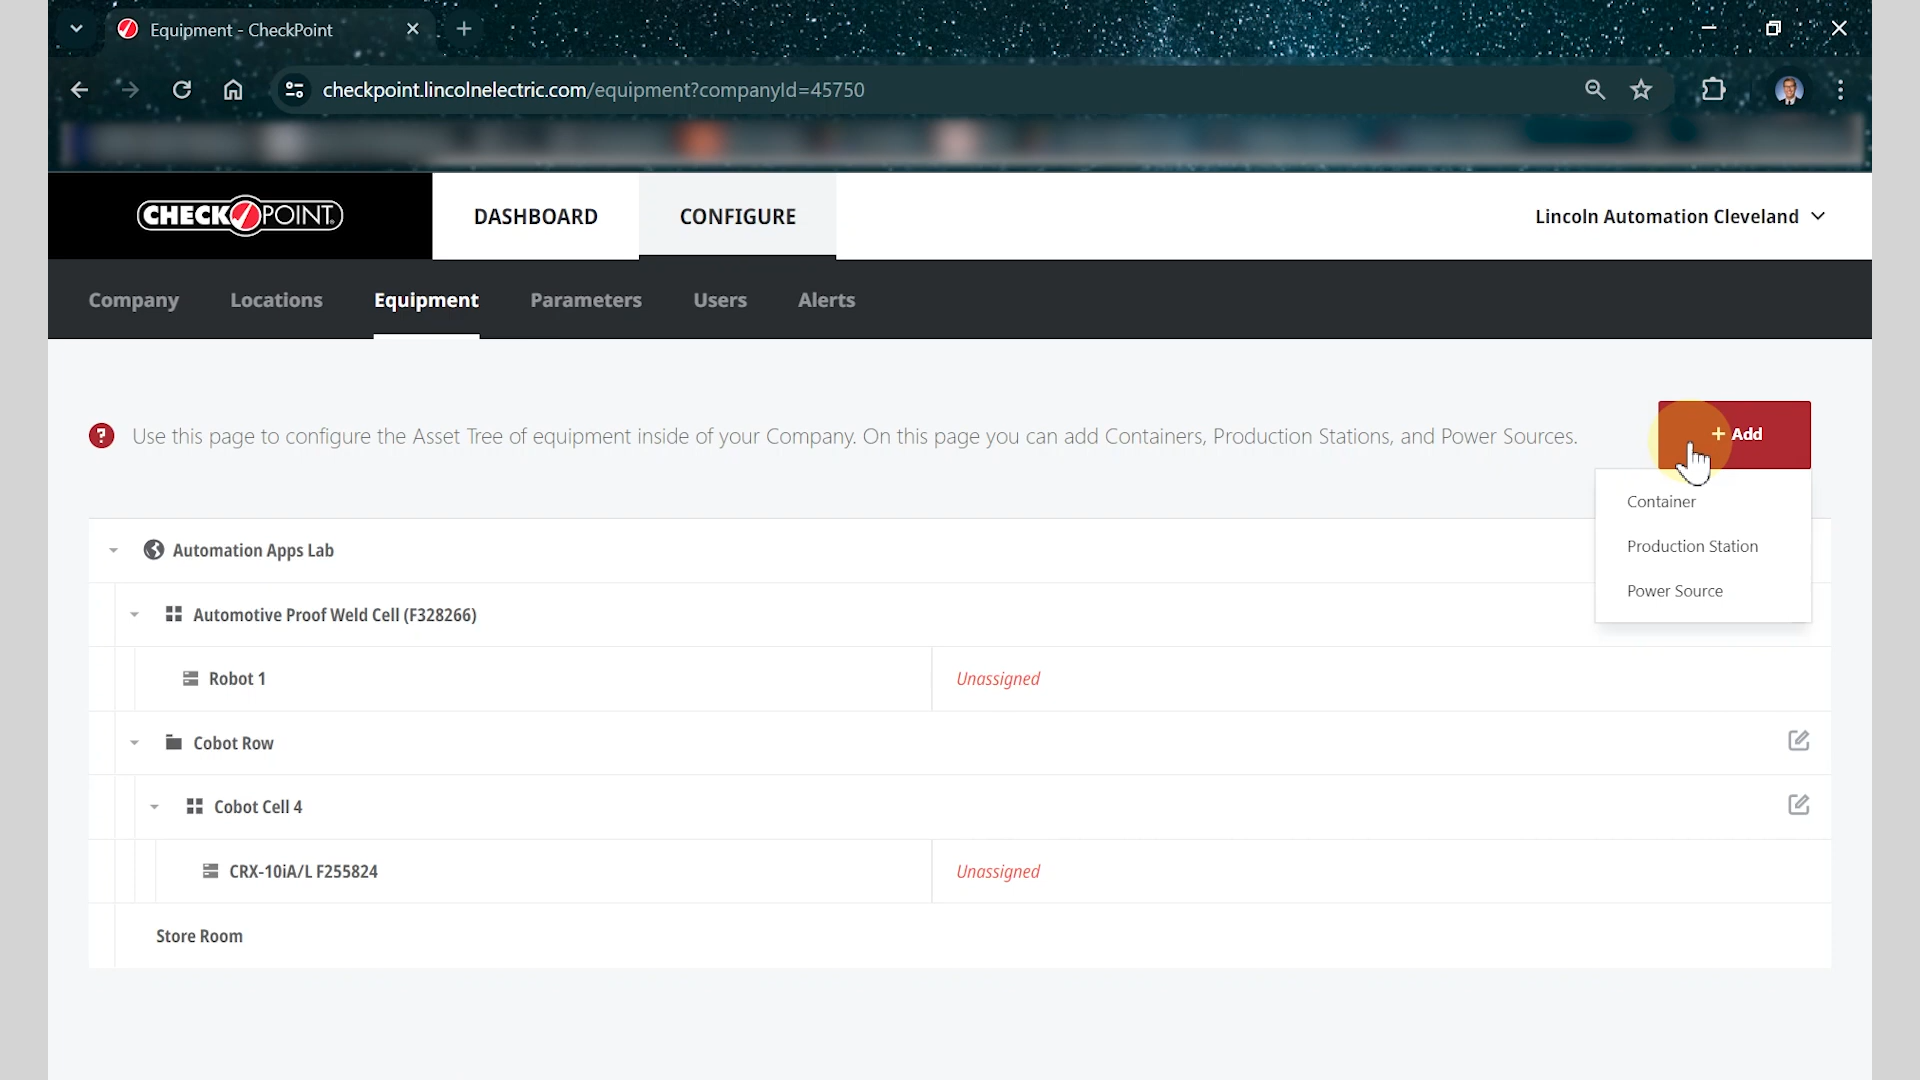 Equipment - CheckPoint
checkpoint.lincolnelectric.com/equipment?companyId=45750
CHECKPOINT®
DASHBOARD
CONFIGURE
Lincoln Automation Cleveland
Company
Locations
Equipment
Parameters
Users
Alerts
? Use this page to configure the Asset Tree of equipment inside of your Company. On this page you can add Containers, Production Stations, and Power Sources.
+ Add
Container
Production Station
Power Source
Automation Apps Lab
Automotive Proof Weld Cell (F328266)
Robot 1
Unassigned
Cobot Row
Cobot Cell 4
CRX-10iA/L F255824
Unassigned
Store Room